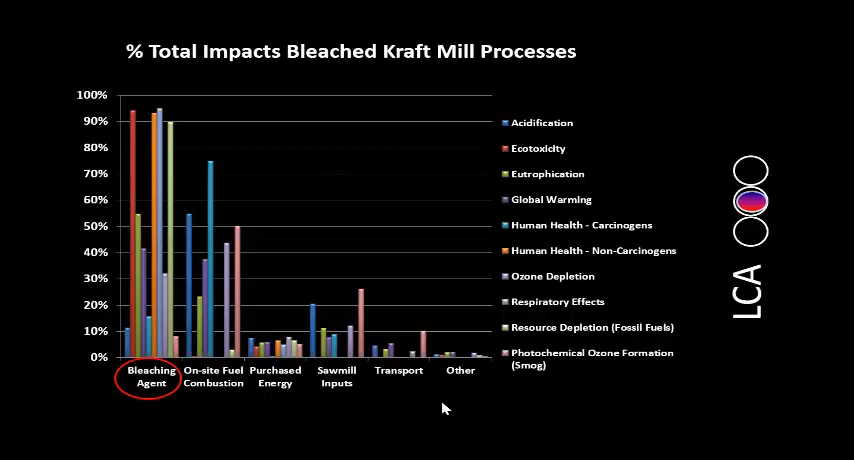 % Total Impacts Bleached Kraft Mill Processes
100%
90%
80%
70%
60%
50%
40%
30%
20%
10%
0%
Bleaching
Agent
On-site Fuel
Combustion
Purchased
Energy
Sawmill
Inputs
Transport
Other
Acidification
Ecotoxicity
Eutrophication
Global Warming
Human Health - Carcinogens
Human Health - Non-Carcinogens
Ozone Depletion
Respiratory Effects
Resource Depletion (Fossil Fuels)
Photochemical Ozone Formation
(Smog)
LCA